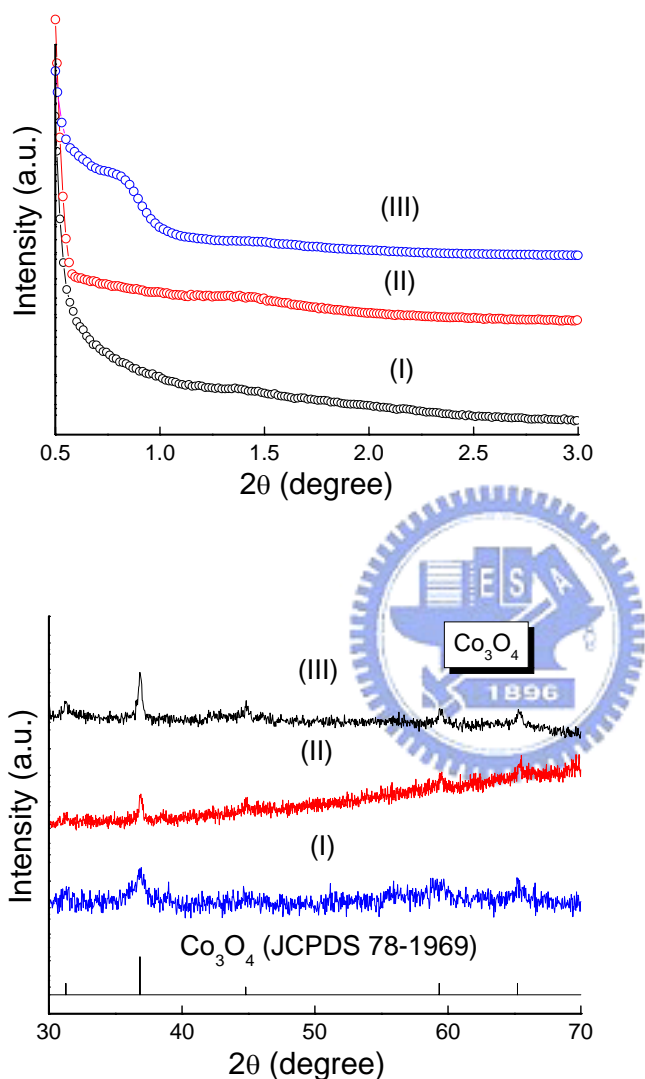 Intensity (a.u.)
(III)
(II)
(I)
0.5 1.0 1.5 2.0 2.5 3.0
2θ (degree)
E S A
1896
Co₃O₄
Intensity (a.u.)
(III)
(II)
(I)
Co₃O₄ (JCPDS 78-1969)
30 40 50 60 70
2θ (degree)